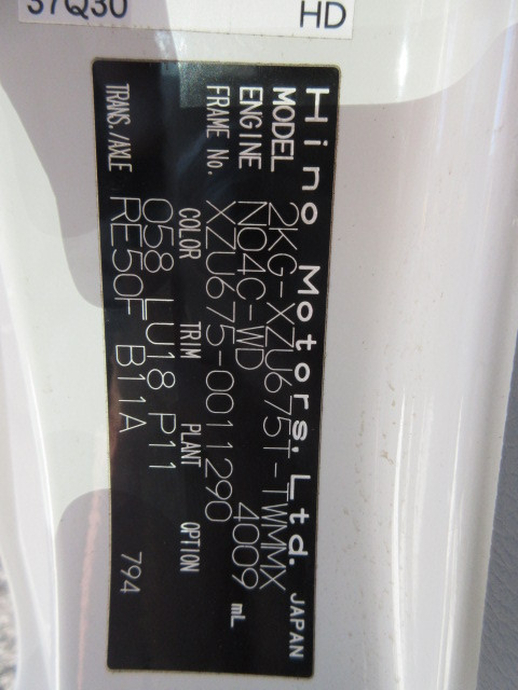 37Q30 HD
Hino Motors, Ltd. JAPAN
MODEL 2KG-XZU675T-TWMMX
ENGINE N04C-WD 4009 mL
FRAME No. XZU675-0011290
COLOR TRIM PLANT OPTION
058 LU18 P11
TRANS./AXLE RE50F B11A 794